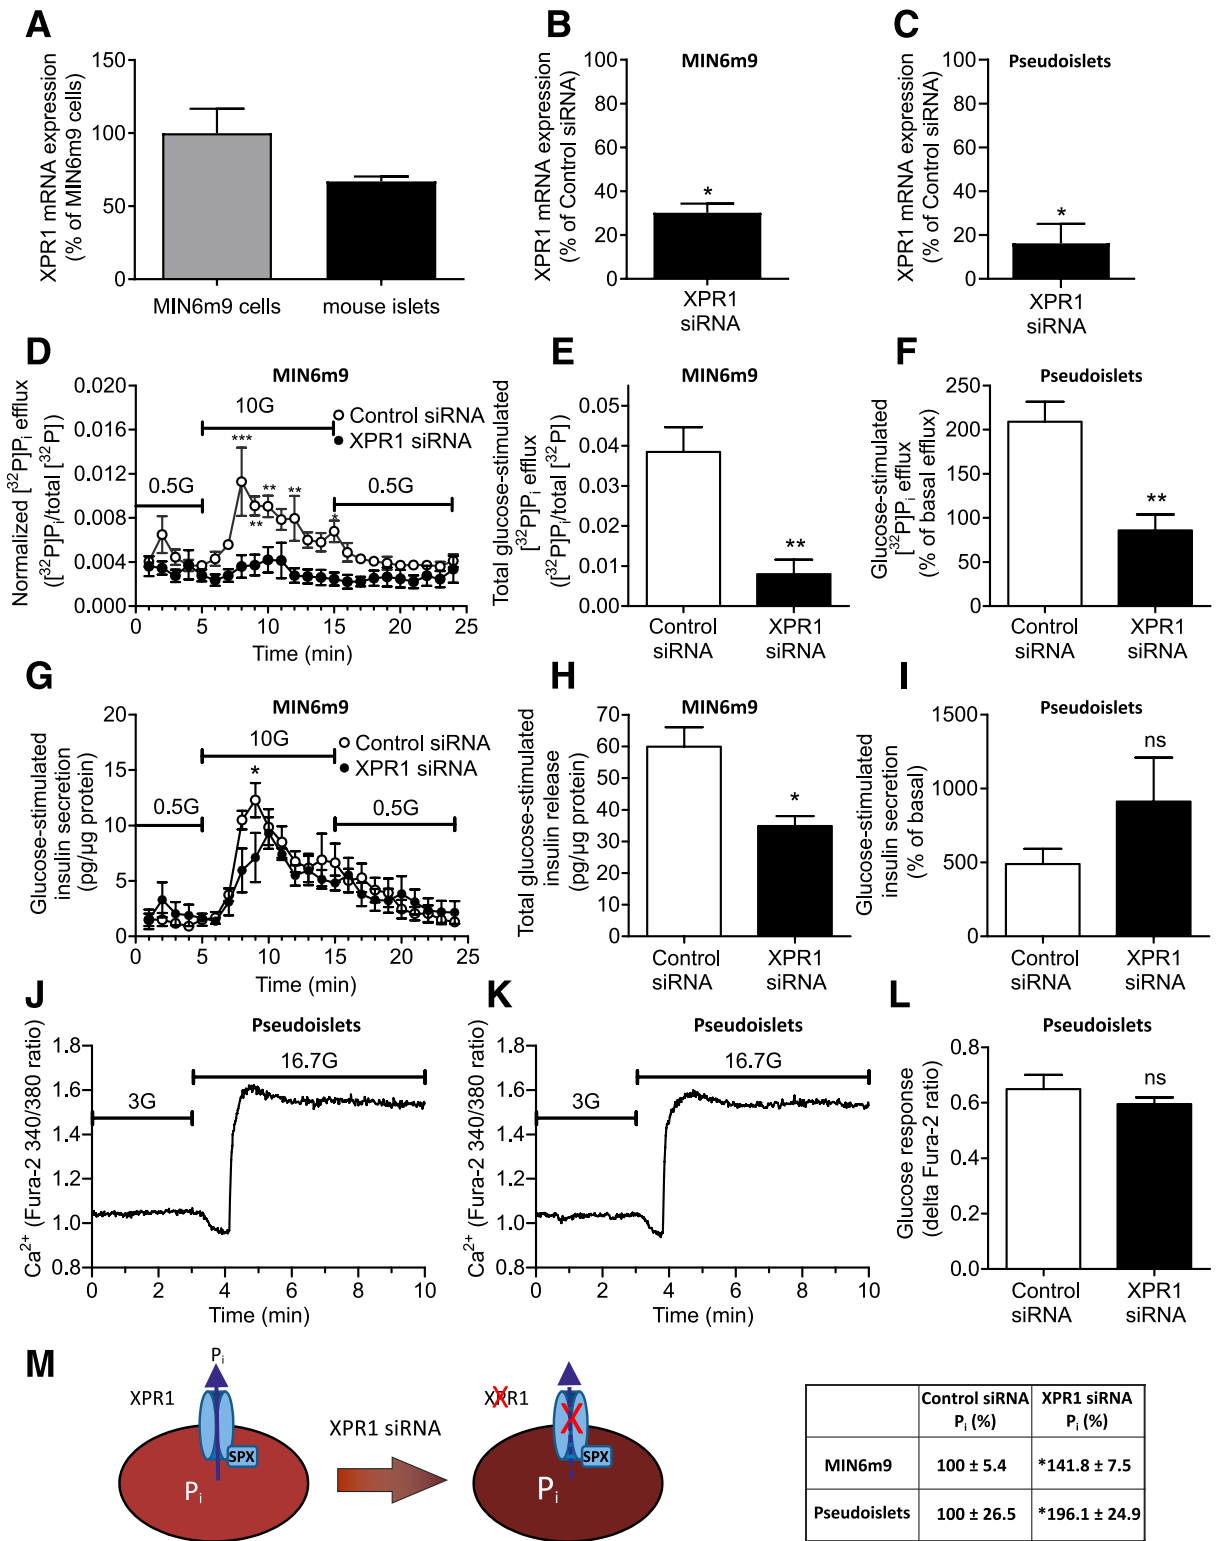 A
XPR1 mRNA expression
(% of MIN6m9 cells)
150
100
50
0
MIN6m9 cells
mouse islets
B
MIN6m9
XPR1 mRNA expression
(% of Control siRNA)
100
80
60
40
20
0
*
XPR1
siRNA
C
Pseudoislets
XPR1 mRNA expression
(% of Control siRNA)
100
80
60
40
20
0
*
XPR1
siRNA
D
MIN6m9
Normalized [³²P]Pᵢ efflux
([³²P]Pᵢ/total [³²P])
0.020
0.016
0.012
0.008
0.004
0.000
10G
Control siRNA
XPR1 siRNA
0.5G
0.5G
***
**
**
**
*
0 5 10 15 20 25
Time (min)
E
MIN6m9
Total glucose-stimulated
[³²P]Pᵢ efflux
([³²P]Pᵢ/total [³²P])
0.05
0.04
0.03
0.02
0.01
0.00
**
Control
siRNA
XPR1
siRNA
F
Pseudoislets
Glucose-stimulated
[³²P]Pᵢ efflux
(% of basal efflux)
250
200
150
100
50
0
**
Control
siRNA
XPR1
siRNA
G
MIN6m9
Glucose-stimulated
insulin secretion
(pg/µg protein)
20
15
10
5
0
10G
Control siRNA
XPR1 siRNA
0.5G
0.5G
*
0 5 10 15 20 25
Time (min)
H
MIN6m9
Total glucose-stimulated
insulin release
(pg/µg protein)
70
60
50
40
30
20
10
0
*
Control
siRNA
XPR1
siRNA
I
Pseudoislets
Glucose-stimulated
insulin secretion
(% of basal)
1500
1000
500
0
ns
Control
siRNA
XPR1
siRNA
J
Pseudoislets
Ca²⁺ (Fura-2 340/380 ratio)
1.8
1.6
1.4
1.2
1.0
0.8
16.7G
3G
0 2 4 6 8 10
Time (min)
K
Pseudoislets
Ca²⁺ (Fura-2 340/380 ratio)
1.8
1.6
1.4
1.2
1.0
0.8
16.7G
3G
0 2 4 6 8 10
Time (min)
L
Pseudoislets
Glucose response
(delta Fura-2 ratio)
0.8
0.6
0.4
0.2
0.0
ns
Control
siRNA
XPR1
siRNA
M
Pᵢ
XPR1
SPX
Pᵢ
XPR1 siRNA
XPR1
X
X
SPX
Pᵢ
Control siRNA XPR1 siRNA
Pᵢ (%) Pᵢ (%)
MIN6m9 100 ± 5.4 *141.8 ± 7.5
Pseudoislets 100 ± 26.5 *196.1 ± 24.9